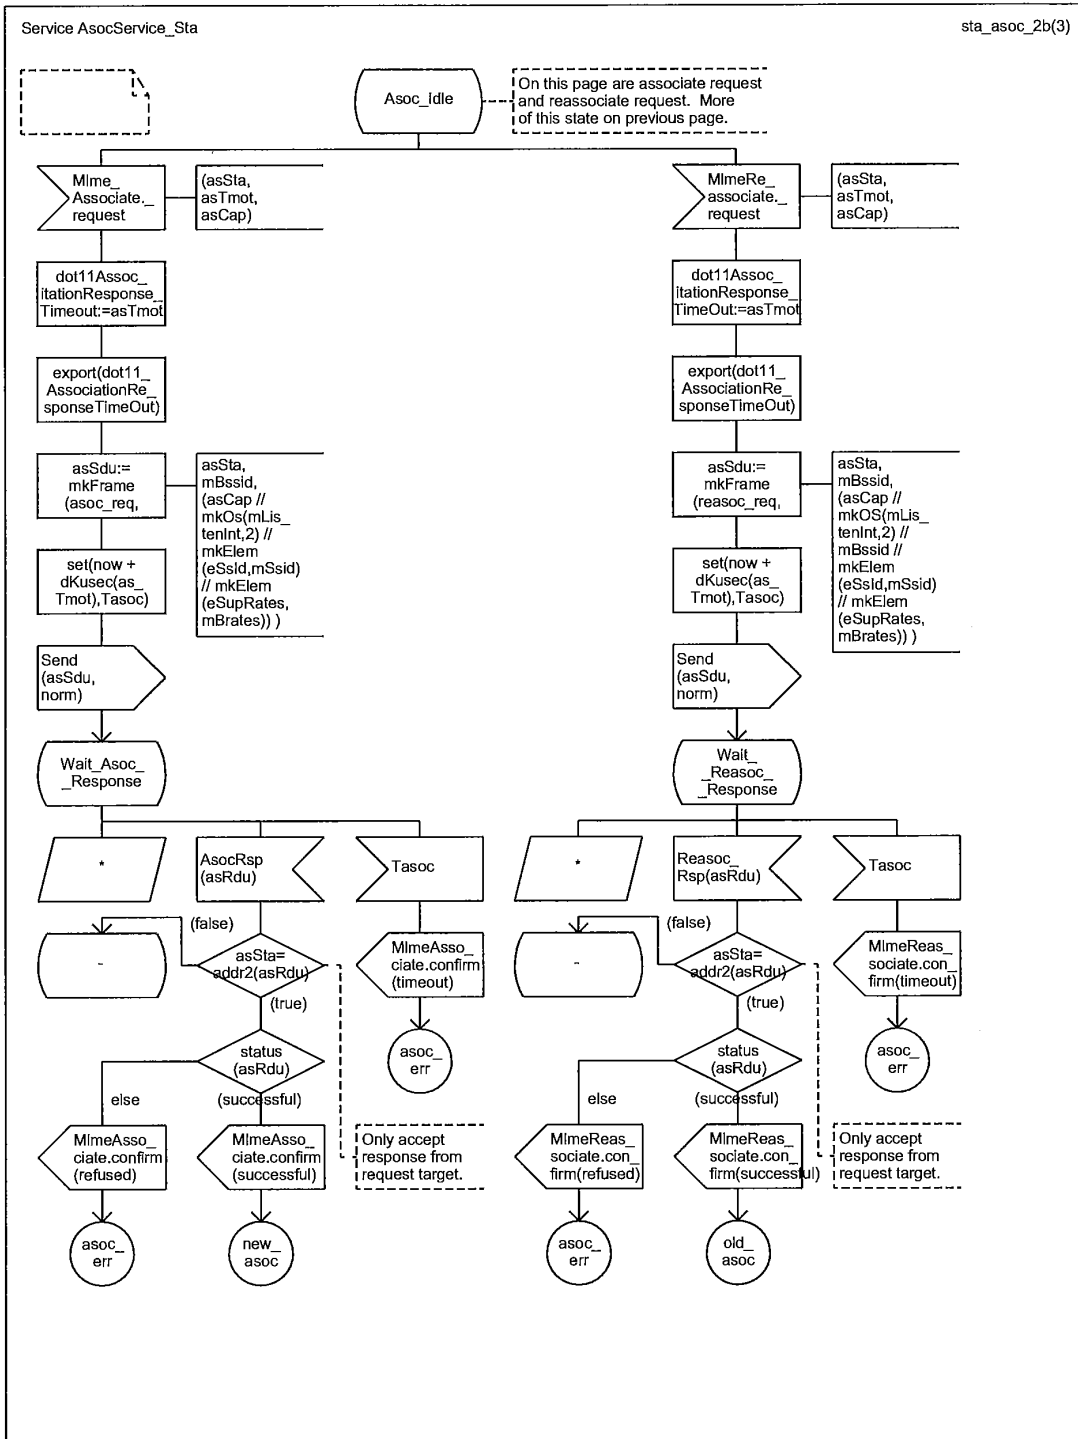 Service AsocService_Sta
sta_asoc_2b(3)
Asoc_Idle
On this page are associate request
and reassociate request. More
of this state on previous page.
Mlme_
Associate._
request
(asSta,
asTmot,
asCap)
dot11Assoc_
itationResponse_
Timeout:=asTmot
export(dot11_
AssociationRe_
sponseTimeOut)
asSdu:=
mkFrame
(asoc_req,
asSta,
mBssid,
(asCap //
mkOs(mLis_
tenInt,2) //
mkElem
(eSsId,mSsid)
// mkElem
(eSupRates,
mBrates)) )
set(now +
dKusec(as_
Tmot),Tasoc)
Send
(asSdu,
norm)
Wait_Asoc_
_Response
*
AsocRsp
(asRdu)
Tasoc
(false)
-
asSta=
addr2(asRdu)
MlmeAsso_
ciate.confirm
(timeout)
(true)
status
(asRdu)
asoc_
err
else
(successful)
MlmeAsso_
ciate.confirm
(refused)
MlmeAsso_
ciate.confirm
(successful)
Only accept
response from
request target.
asoc_
err
new_
asoc
MlmeRe_
associate._
request
(asSta,
asTmot,
asCap)
dot11Assoc_
itationResponse_
TimeOut:=asTmot
export(dot11_
AssociationRe_
sponseTimeOut)
asSdu:=
mkFrame
(reasoc_req,
asSta,
mBssid,
(asCap //
mkOS(mLis_
tenInt,2) //
mBssid //
mkElem
(eSsId,mSsid)
// mkElem
(eSupRates,
mBrates)) )
set(now +
dKusec(as_
Tmot),Tasoc)
Send
(asSdu,
norm)
Wait_
_Reasoc_
_Response
*
Reasoc_
Rsp(asRdu)
Tasoc
(false)
-
asSta=
addr2(asRdu)
MlmeReas_
sociate.con_
firm(timeout)
(true)
status
(asRdu)
asoc_
err
else
(successful)
MlmeReas_
sociate.con_
firm(refused)
MlmeReas_
sociate.con_
firm(successful)
Only accept
response from
request target.
asoc_
err
old_
asoc